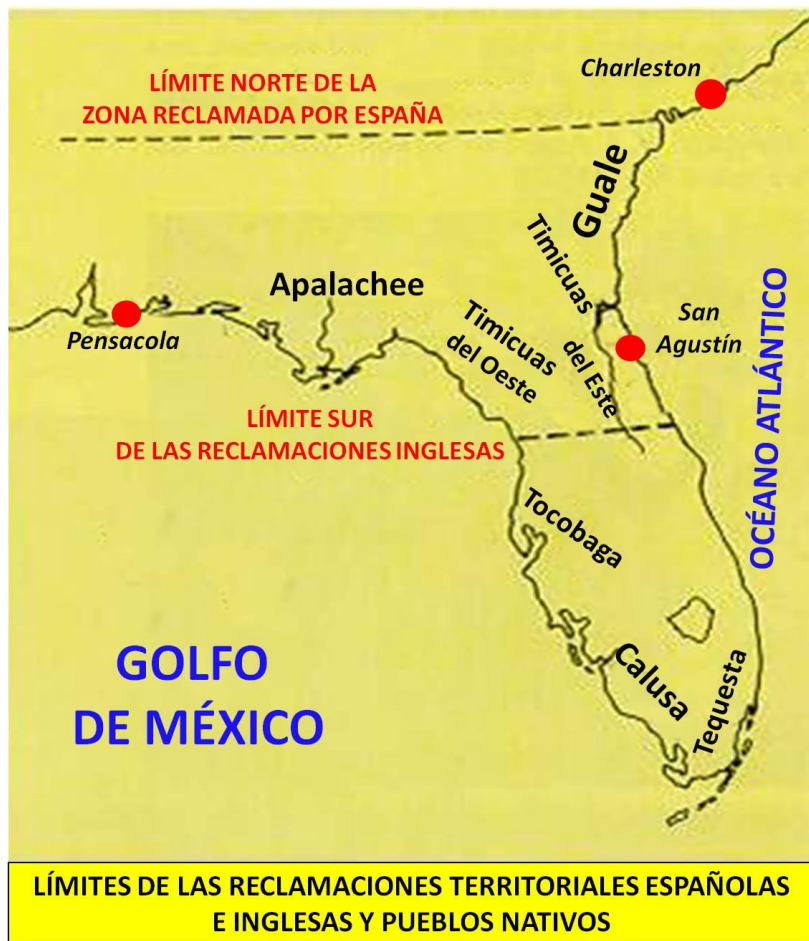 LÍMITE NORTE DE LA
ZONA RECLAMADA POR ESPAÑA
Charleston
Guale
Timicuas
del Este
Apalachee
Pensacola
Timicuas
del Oeste
San
Agustín
OCÉANO ATLÁNTICO
LÍMITE SUR
DE LAS RECLAMACIONES INGLESAS
Tocobaga
GOLFO
DE MÉXICO
Calusa
Tequesta
LÍMITES DE LAS RECLAMACIONES TERRITORIALES ESPAÑOLAS
E INGLESAS Y PUEBLOS NATIVOS